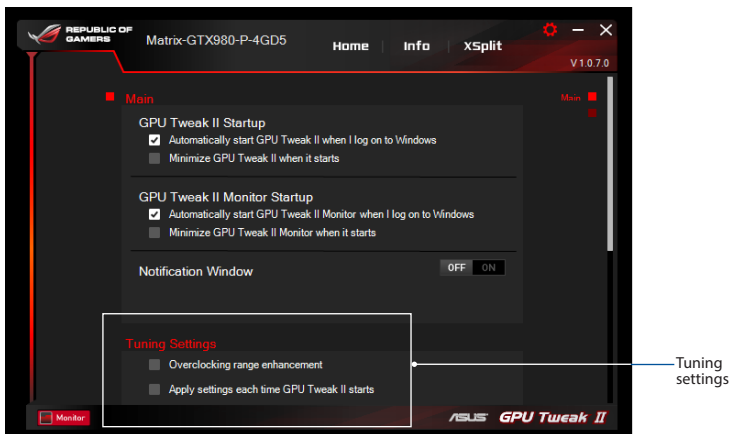 REPUBLIC OF
GAMERS
Matrix-GTX980-P-4GD5
Home
Info
XSplit
V 1.0.7.0
Main
Main
GPU Tweak II Startup
Automatically start GPU Tweak II when I log on to Windows
Minimize GPU Tweak II when it starts
GPU Tweak II Monitor Startup
Automatically start GPU Tweak II Monitor when I log on to Windows
Minimize GPU Tweak II Monitor when it starts
Notification Window
OFF ON
Tuning Settings
Overclocking range enhancement
Apply settings each time GPU Tweak II starts
Tuning
settings
Monitor
ASUS GPU Tweak II